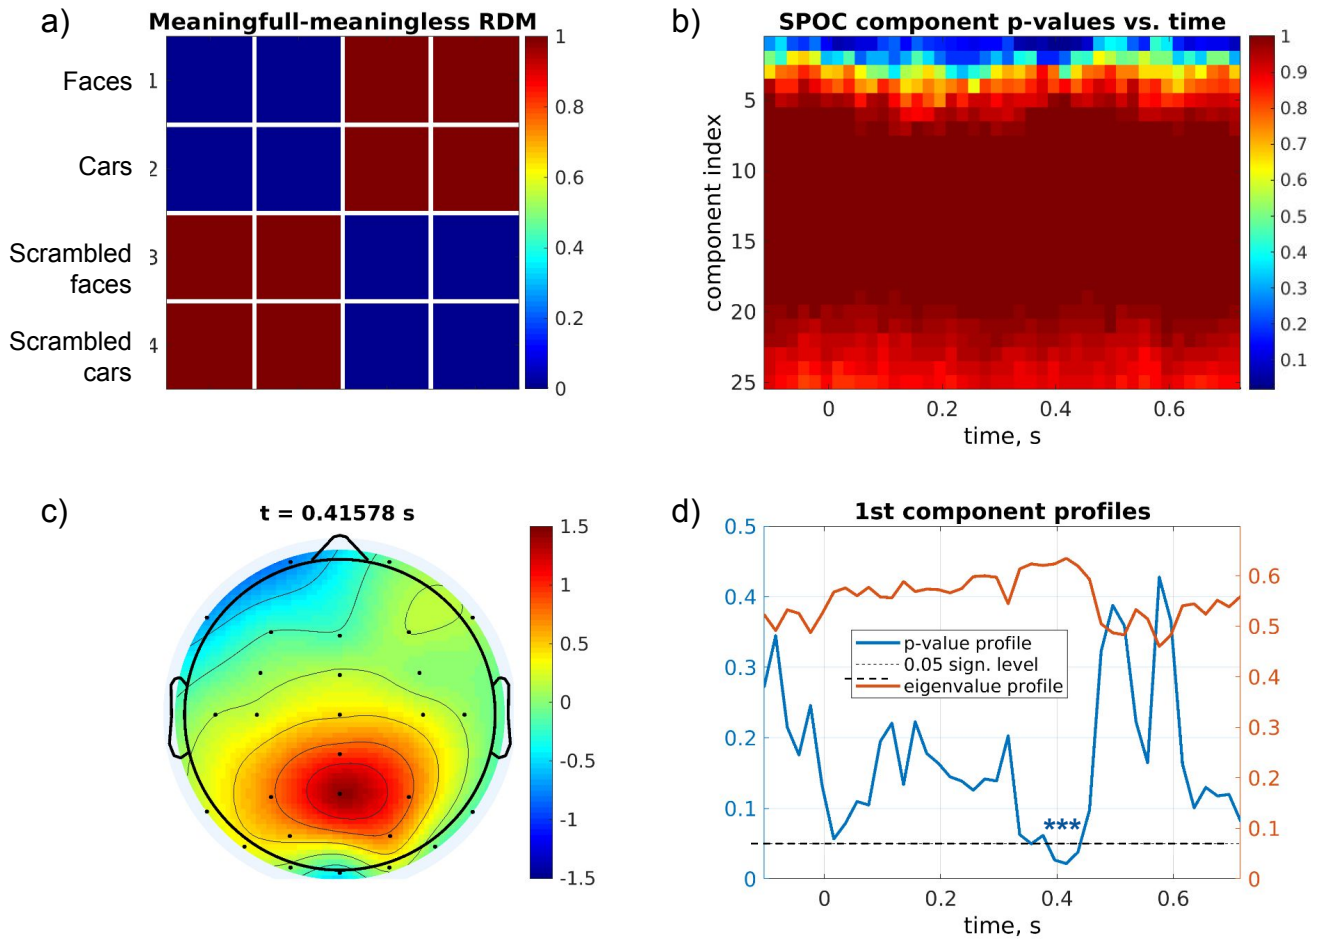 a)
Meaningfull-meaningless RDM
Faces
Cars
Scrambled
faces
Scrambled
cars
1
2
3
4
1
0.8
0.6
0.4
0.2
0
b)
SPOC component p-values vs. time
component index
5
10
15
20
25
0
0.2
0.4
0.6
time, s
1
0.9
0.8
0.7
0.6
0.5
0.4
0.3
0.2
0.1
c)
t = 0.41578 s
1.5
1
0.5
0
-0.5
-1
-1.5
d)
1st component profiles
0.5
0.4
0.3
0.2
0.1
0
p-value profile
0.05 sign. level
eigenvalue profile
***
0.6
0.5
0.4
0.3
0.2
0.1
0
0
0.2
0.4
0.6
time, s